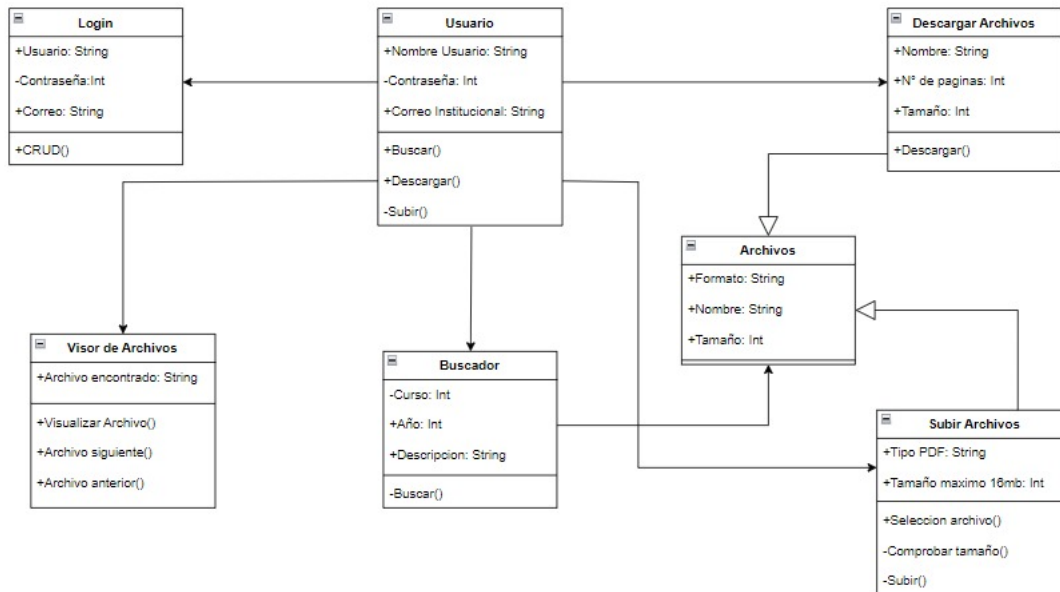 Login
+Usuario: String
-Contraseña:Int
+Correo: String
+CRUD()
Usuario
+Nombre Usuario: String
-Contraseña: Int
+Correo Institucional: String
+Buscar()
+Descargar()
-Subir()
Descargar Archivos
+Nombre: String
+N° de paginas: Int
+Tamaño: Int
+Descargar()
Archivos
+Formato: String
+Nombre: String
+Tamaño: Int
Visor de Archivos
+Archivo encontrado: String
+Visualizar Archivo()
+Archivo siguiente()
+Archivo anterior()
Buscador
-Curso: Int
+Año: Int
+Descripcion: String
-Buscar()
Subir Archivos
+Tipo PDF: String
+Tamaño maximo 16mb: Int
+Seleccion archivo()
-Comprobar tamaño()
-Subir()